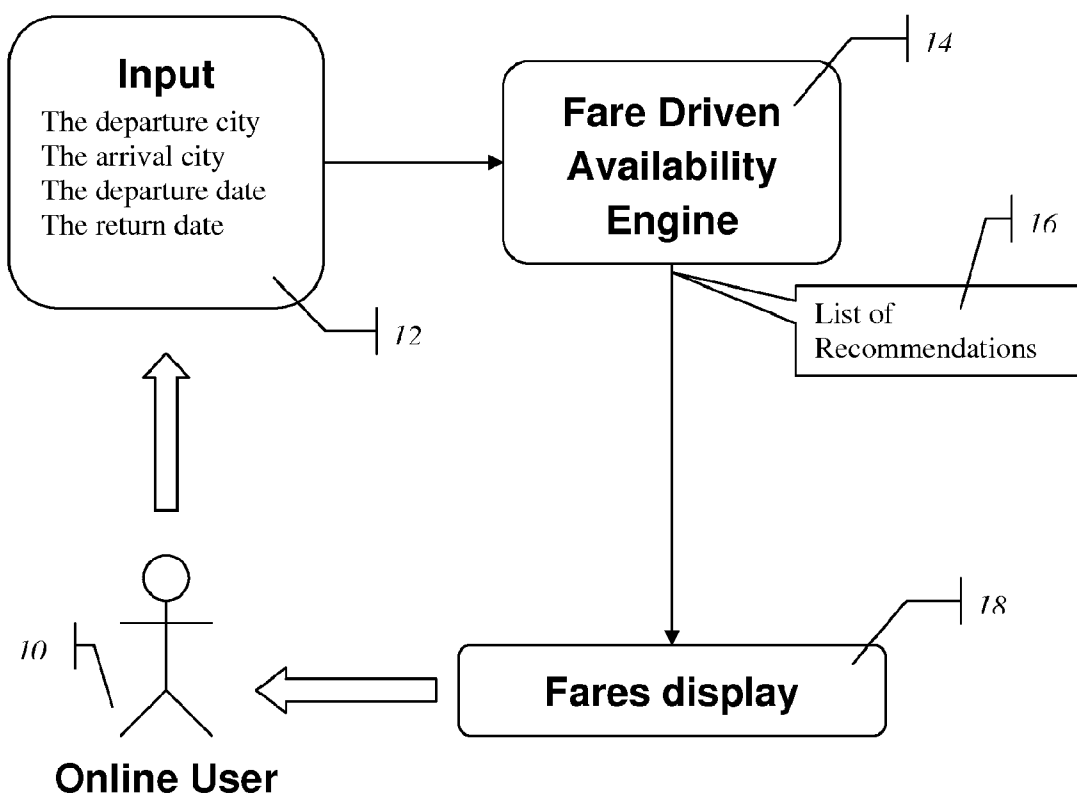 Input
The departure city
The arrival city
The departure date
The return date
12
Fare Driven
Availability
Engine
14
16
List of
Recommendations
10
Online User
Fares display
18